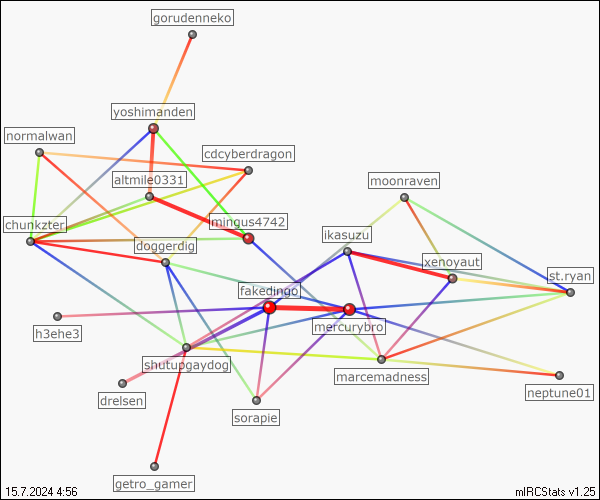 gorudenneko
yoshimanden
normalwan
cdcyberdragon
altmile0331
moonraven
chunkzter
mingus4742
ikasuzu
doggerdig
xenoyaut
st.ryan
fakedingo
h3ehe3
mercurybro
shutupgaydog
marcemadness
drelsen
neptune01
sorapie
getro_gamer
15.7.2024 4:56
mIRCStats v1.25